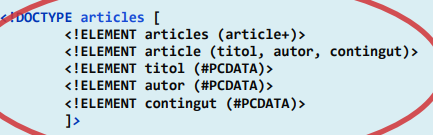 <!DOCTYPE articles [
<!ELEMENT articles (article+)>
<!ELEMENT article (titol, autor, contingut)>
<!ELEMENT titol (#PCDATA)>
<!ELEMENT autor (#PCDATA)>
<!ELEMENT contingut (#PCDATA)>
]>